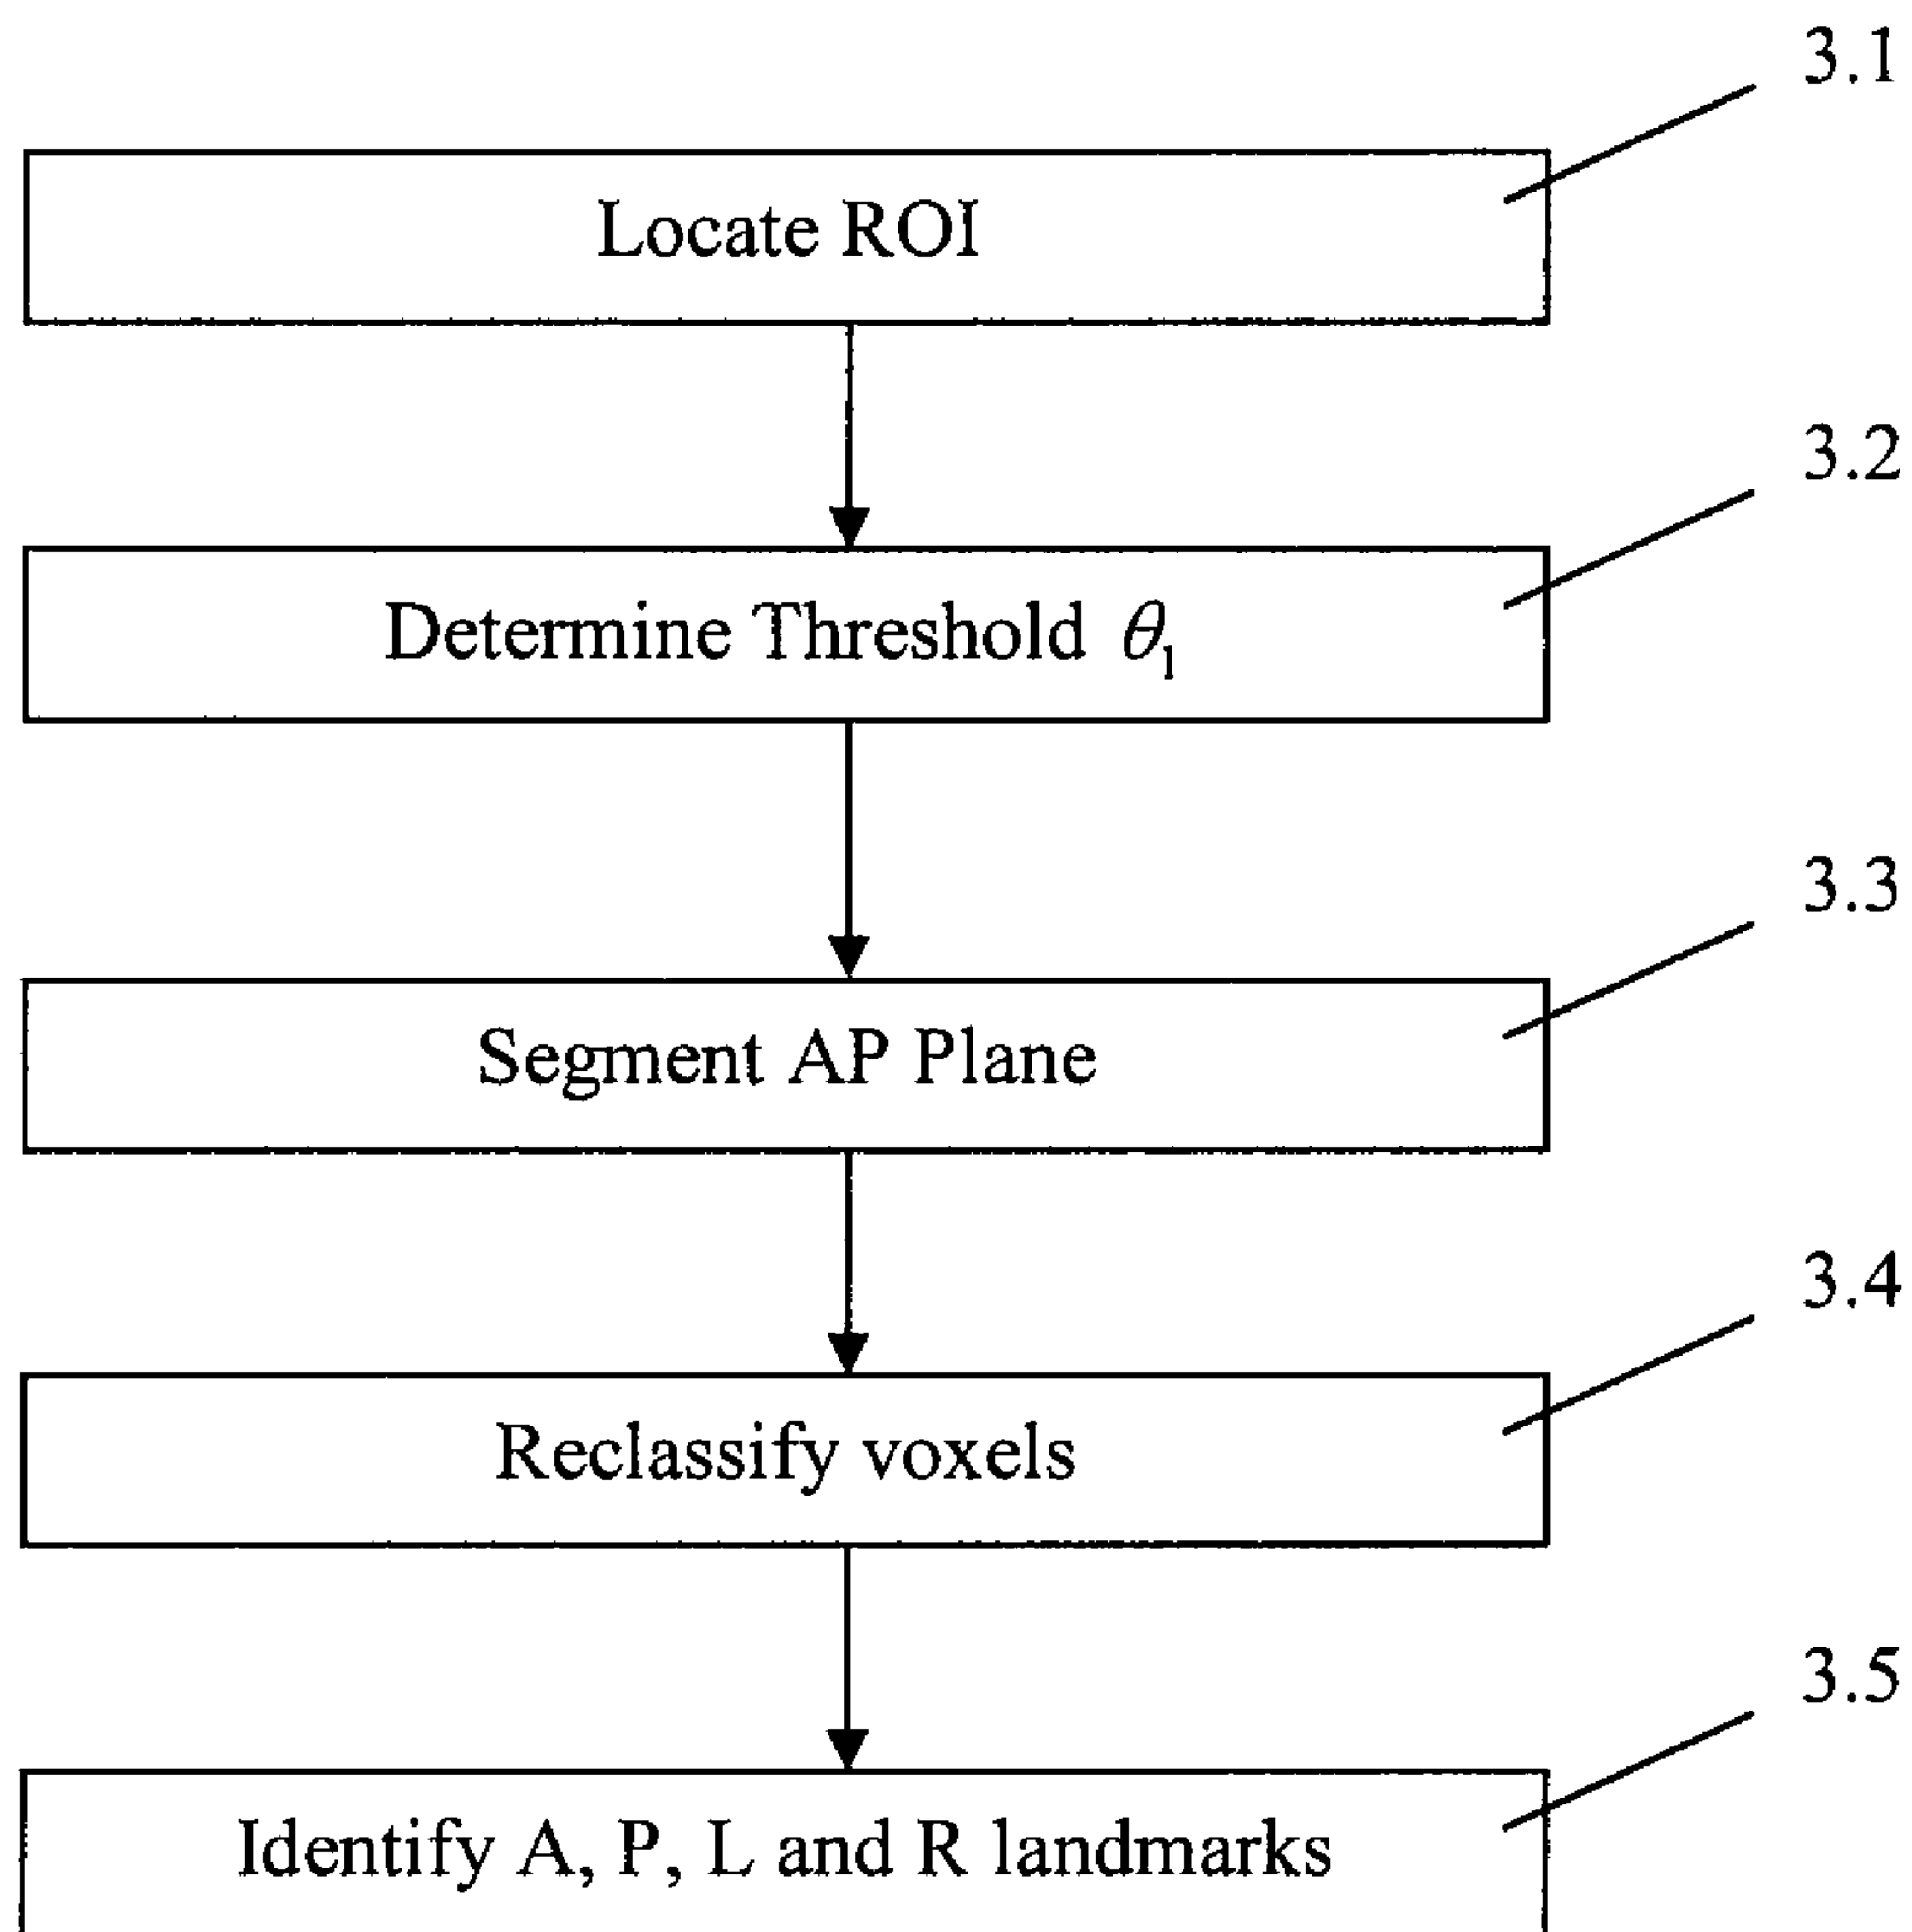 3.1
Locate ROI
3.2
Determine Threshold θ₁
3.3
Segment AP Plane
3.4
Reclassify voxels
3.5
Identify A, P, L and R landmarks